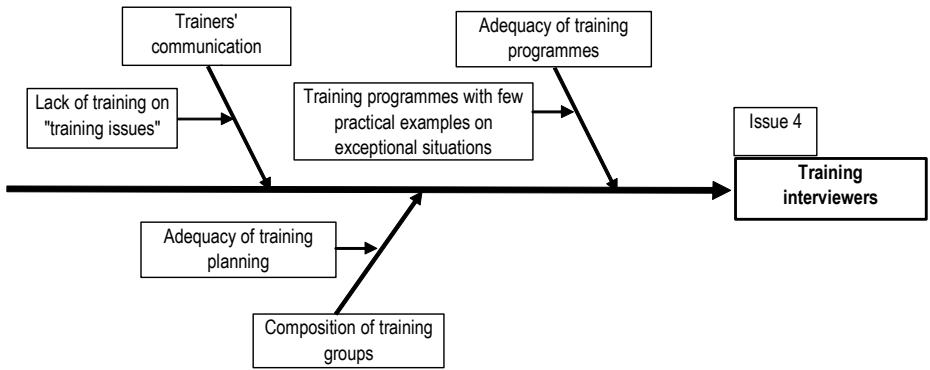 Trainers'
communication
Adequacy of training
programmes
Lack of training on
"training issues"
Training programmes with few
practical examples on
exceptional situations
Issue 4
Training
interviewers
Adequacy of training
planning
Composition of training
groups